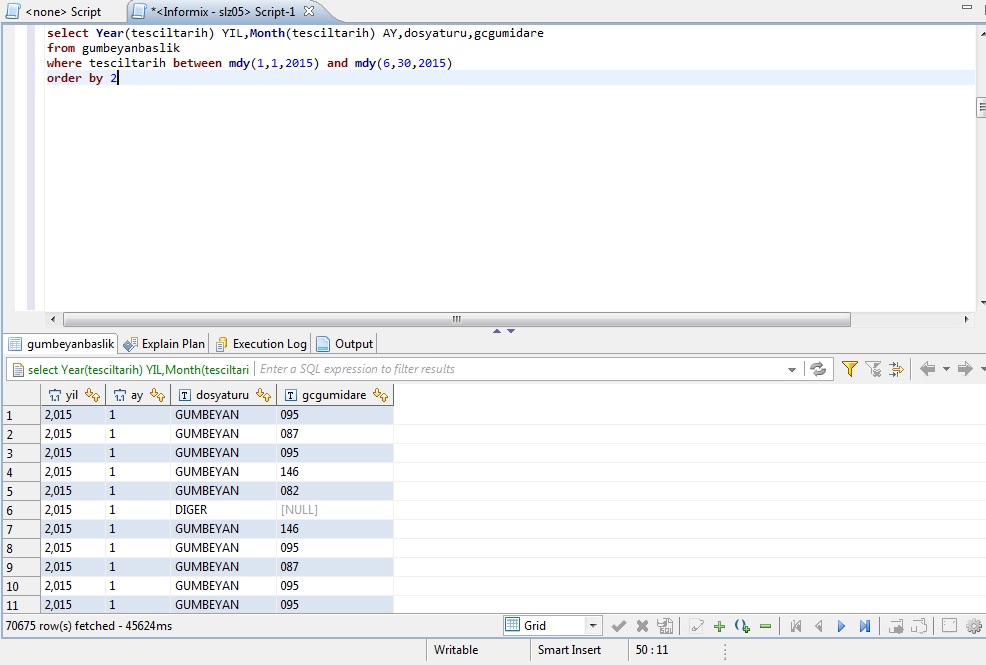 <none> Script *<Informix - slz05> Script-1
select Year(tesciltarih) YIL,Month(tesciltarih) AY,dosyaturu,gcgumidare
from gumbeyanbaslik
where tesciltarih between mdy(1,1,2015) and mdy(6,30,2015)
order by 2
gumbeyanbaslik Explain Plan Execution Log Output
select Year(tesciltarih) YIL,Month(tesciltari Enter a SQL expression to filter results
yil ay dosyaturu gcgumidare
1 2,015 1 GUMBEYAN 095
2 2,015 1 GUMBEYAN 087
3 2,015 1 GUMBEYAN 095
4 2,015 1 GUMBEYAN 146
5 2,015 1 GUMBEYAN 082
6 2,015 1 DIGER [NULL]
7 2,015 1 GUMBEYAN 146
8 2,015 1 GUMBEYAN 095
9 2,015 1 GUMBEYAN 087
10 2,015 1 GUMBEYAN 095
11 2,015 1 GUMBEYAN 095
70675 row(s) fetched - 45624ms Grid
Writable Smart Insert 50 : 11